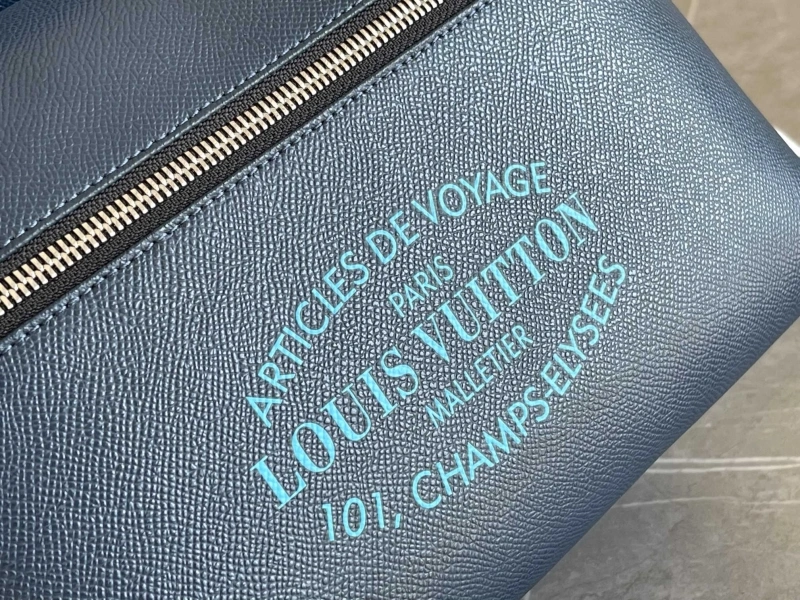 ARTICLES DE VOYAGE
PARIS
LOUIS VUITTON
MALLETIER
101, CHAMPS-ELYSEES